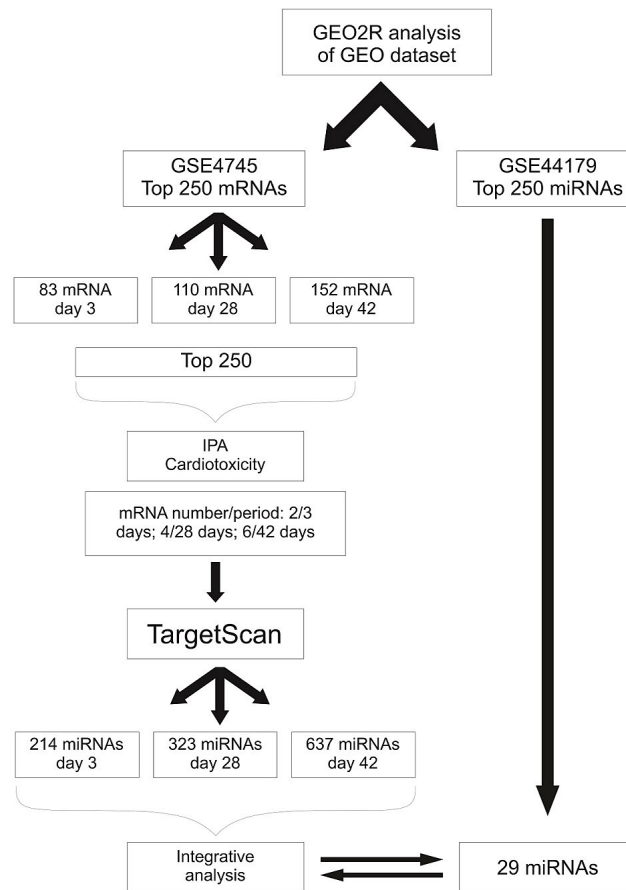 GEO2R analysis
of GEO dataset
GSE4745
Top 250 mRNAs
GSE44179
Top 250 miRNAs
83 mRNA
day 3
110 mRNA
day 28
152 mRNA
day 42
Top 250
IPA
Cardiotoxicity
mRNA number/period: 2/3
days; 4/28 days; 6/42 days
TargetScan
214 miRNAs
day 3
323 miRNAs
day 28
637 miRNAs
day 42
Integrative
analysis
29 miRNAs